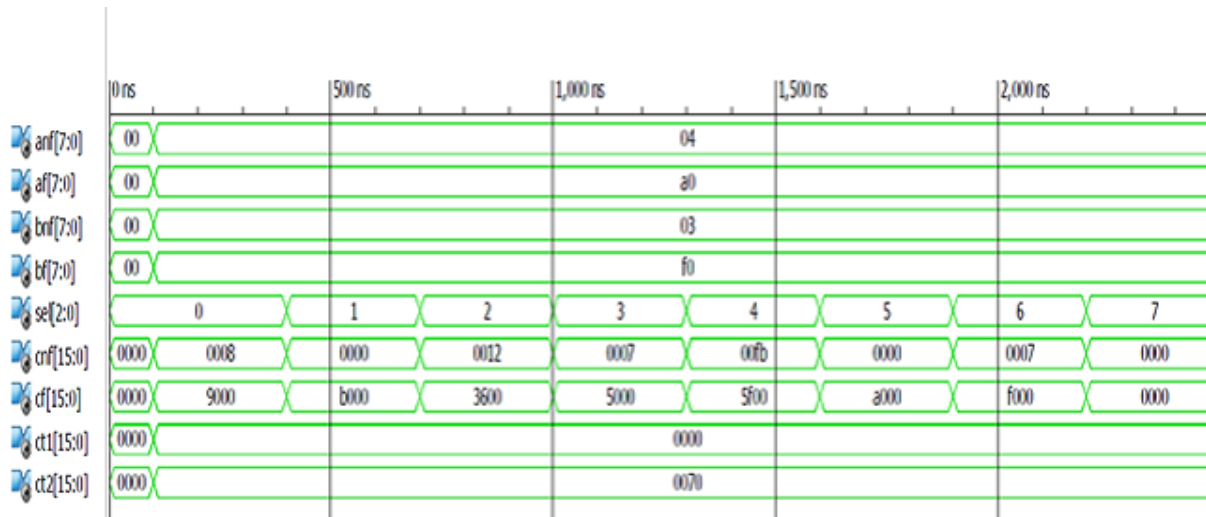 0 ns 500 ns 1,000 ns 1,500 ns 2,000 ns
anf[7:0] 00 04
af[7:0] 00 a0
bnf[7:0] 00 03
bf[7:0] 00 f0
sel[2:0] 0 1 2 3 4 5 6 7
cnf[15:0] 0000 0008 0000 0012 0007 00fb 0000 0007 0000
cf[15:0] 0000 9000 b000 3600 5000 5f00 a000 f000 0000
ct1[15:0] 0000 0000
ct2[15:0] 0000 0070